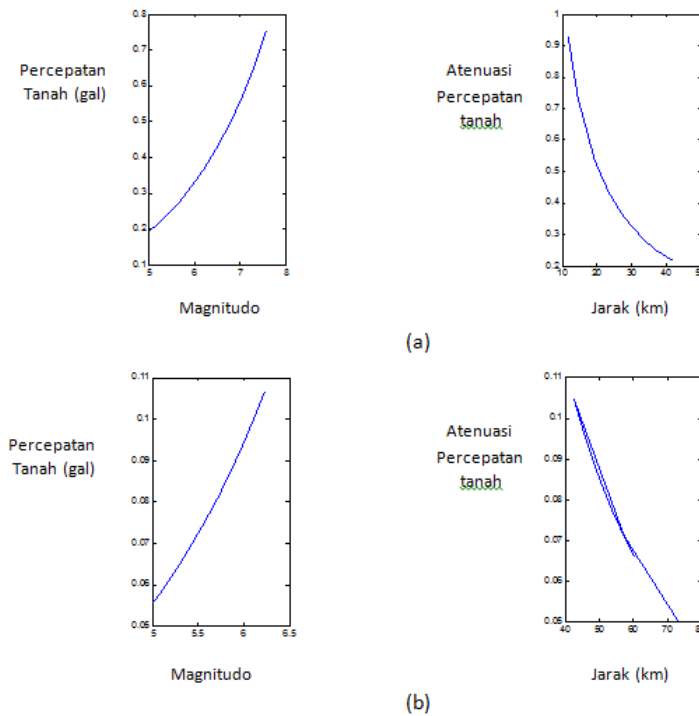 Percepatan
Tanah (gal)
0.8
0.7
0.6
0.5
0.4
0.3
0.2
0.1
5 6 7 8
Magnitudo
Atenuasi
Percepatan
tanah
1
0.9
0.8
0.7
0.6
0.5
0.4
0.3
0.2
10 20 30 40
Jarak (km)
(a)
Percepatan
Tanah (gal)
0.11
0.1
0.09
0.08
0.07
0.06
0.05
5 5.5 6 6.5
Magnitudo
Atenuasi
Percepatan
tanah
0.11
0.1
0.09
0.08
0.07
0.06
0.05
40 50 60 70
Jarak (km)
(b)